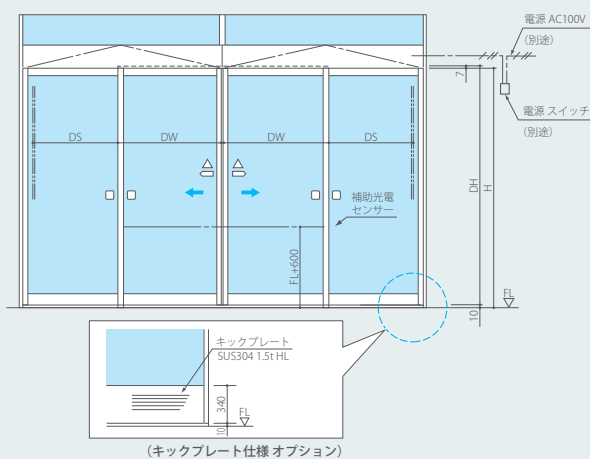 電源 AC100V
(別途)
7
電源 スイッチ
(別途)
DS
DW
DW
DS
補助光電
センサー
DH
H
FL+600
FL
10
キックプレート
SUS304 1.5t HL
340
FL
10
(キックプレート仕様 オプション)